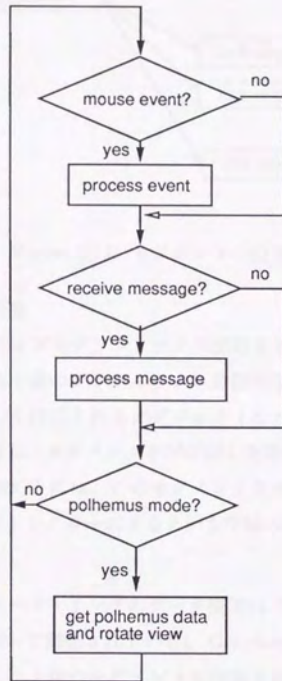 mouse event?
no
yes
process event
receive message?
no
yes
process message
no
polhemus mode?
yes
get polhemus data
and rotate view